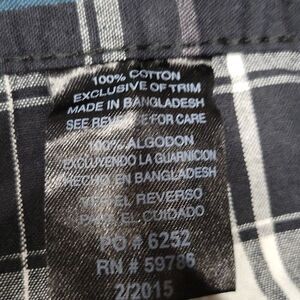 100% COTTON
EXCLUSIVE OF TRIM
MADE IN BANGLADESH
SEE REVERSE FOR CARE
100% ALGODON
EXCLUYENDO LA GUARNICION
HECHO EN BANGLADESH
VER EL REVERSO
PARA EL CUIDADO
PO # 6252
RN # 59786
2/2015